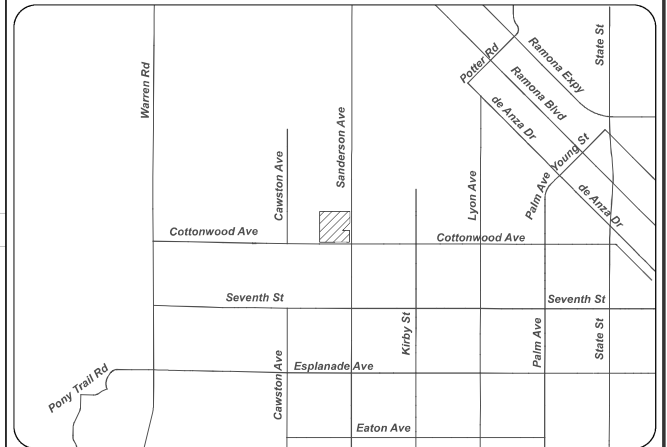 State St
Ramona Expy
Potter Rd
Warren Rd
Ramona Blvd
de Anza Dr
Sanderson Ave
Young St
Cawston Ave
Lyon Ave
Palm Ave
de Anza Dr
Cottonwood Ave
Cottonwood Ave
Seventh St
Seventh St
Kirby St
Palm Ave
State St
Esplanade Ave
Cawston Ave
Pony Trail Rd
Eaton Ave